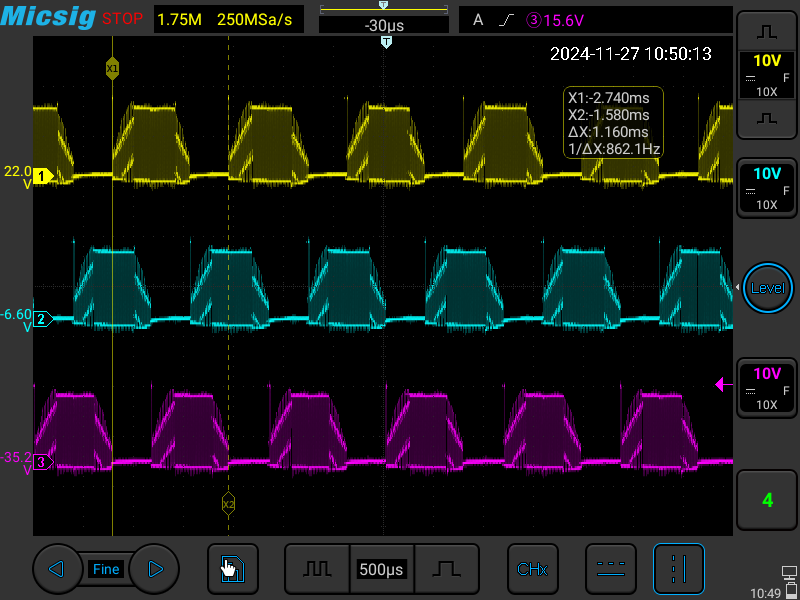 Micsig STOP 1.75M 250MSa/s -30µs A 3 15.6V
T
2024-11-27 10:50:13
X1
X1:-2.740ms
X2:-1.580ms
ΔX:1.160ms
1/ΔX:862.1Hz
22.0
V
1
-6.60
V
2
-35.2
V
3
X2
10V
F
10X
10V
F
10X
Level
10V
F
10X
4
Fine
500µs
CHx
10:49